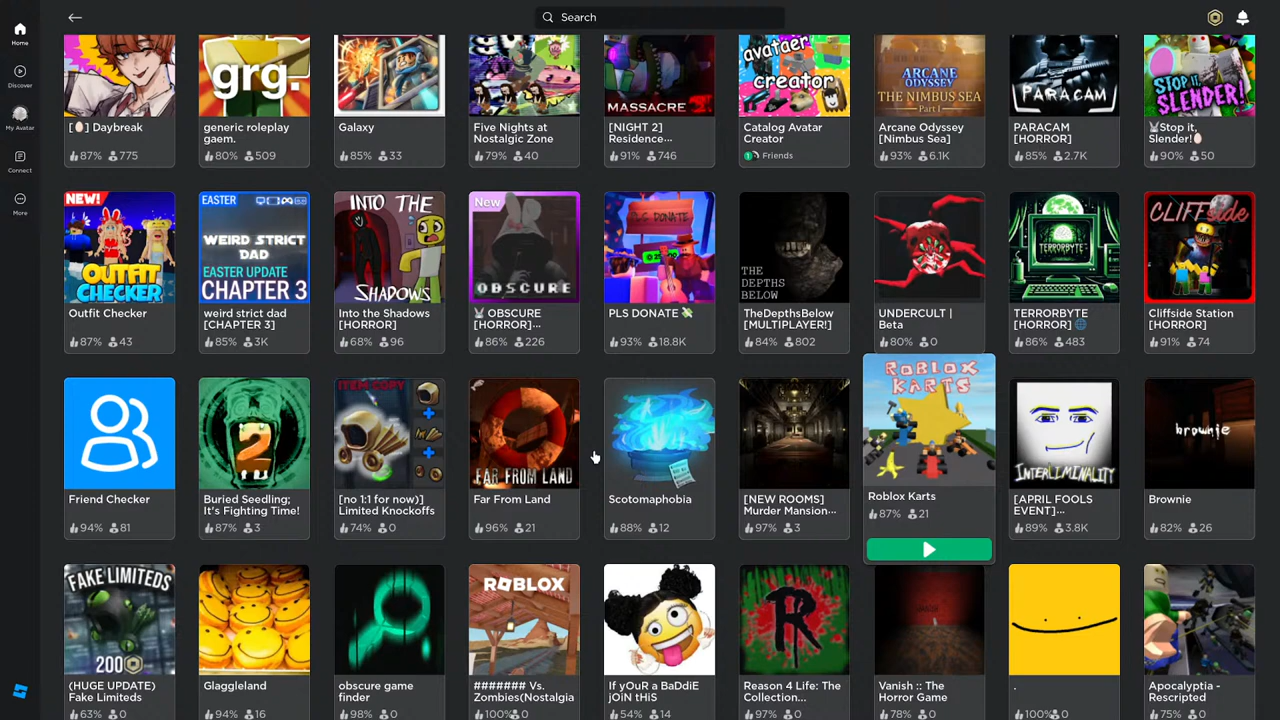 Search
Home
Discover
My Avatar
Connect
More
grg.
MASSACRE
avataer
creator
ARCANE
ODYSSEY
THE NIMBUS SEA
Part I
PARACAM
STOP IT,
SLENDER!
[🥚] Daybreak
87% 775
generic roleplay
gaem.
80% 509
Galaxy
85% 33
Five Nights at
Nostalgic Zone
79% 40
[NIGHT 2]
Residence...
91% 746
Catalog Avatar
Creator
1 Friends
Arcane Odyssey
[Nimbus Sea]
93% 6.1K
PARACAM
[HORROR]
85% 2.7K
🐰Stop it,
Slender!🥚
90% 50
NEW!
OUTFIT
CHECKER
EASTER
WEIRD STRICT
DAD
EASTER UPDATE
CHAPTER 3
INTO THE
SHADOWS
New
OBSCURE
PLS DONATE
THE
DEPTHS
BELOW
TERRORBYTE
CLIFFside
STATION
Outfit Checker
87% 43
weird strict dad
[CHAPTER 3]
85% 3K
Into the Shadows
[HORROR]
68% 96
🐰 OBSCURE
[HORROR]...
86% 226
PLS DONATE 💸
93% 18.8K
TheDepthsBelow
[MULTIPLAYER!]
84% 802
UNDERCULT |
Beta
80% 0
TERRORBYTE
[HORROR] 🌐
86% 483
Cliffside Station
[HORROR]
91% 74
2
ITEM COPY
FAR FROM LAND
ROBLOX
KARTS
INTERLIMINALITY
brownie
Friend Checker
94% 81
Buried Seedling;
It's Fighting Time!
87% 3
[no 1:1 for now)]
Limited Knockoffs
74% 0
Far From Land
96% 21
Scotomaphobia
88% 12
[NEW ROOMS]
Murder Mansion...
97% 3
Roblox Karts
87% 21
[APRIL FOOLS
EVENT]...
89% 3.8K
Brownie
82% 26
FAKE LIMITEDS
200
ROBLOX
R
(HUGE UPDATE)
Fake Limiteds
63% 0
Glaggleland
94% 16
obscure game
finder
98% 0
####### Vs.
Zombies(Nostalgia
100% 0
If yOuR a BaDdiE
jOiN tHiS
54% 14
Reason 4 Life: The
Collection...
97% 0
Vanish :: The
Horror Game
78% 0
.
100% 0
Apocalyptia -
Rescripted
75% 0